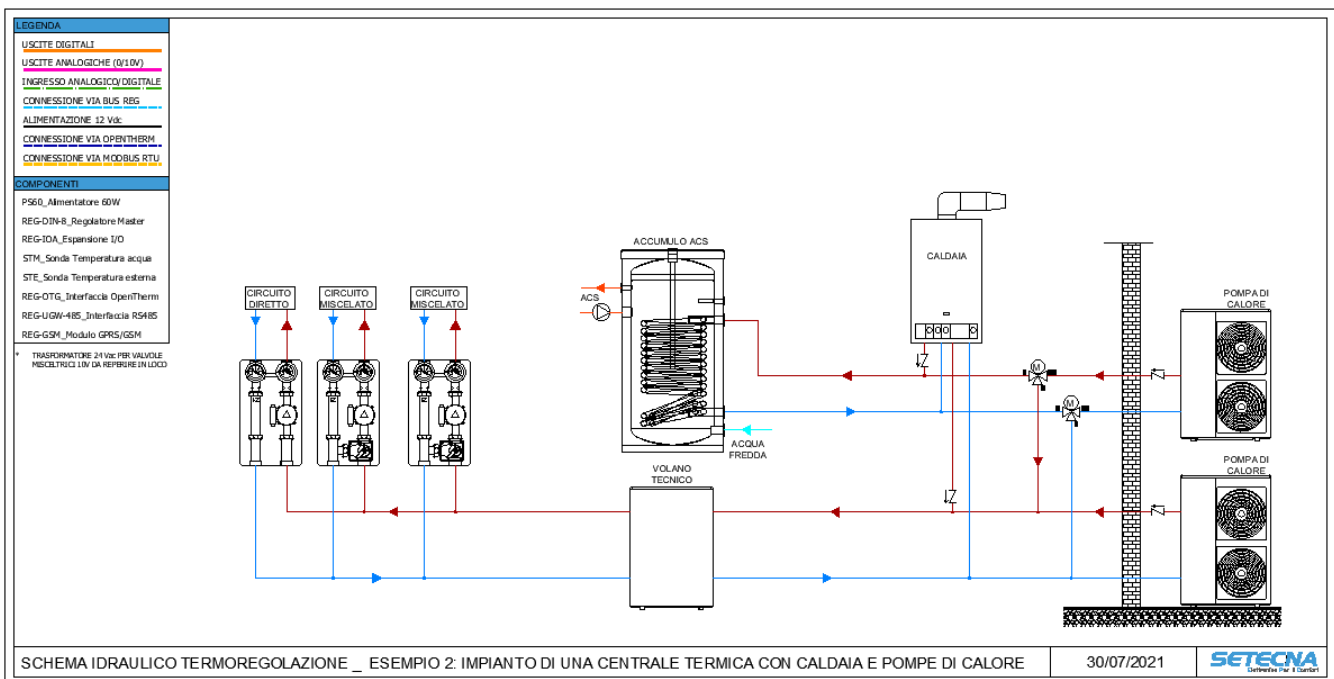 LEGENDA
USCITE DIGITALI
USCITE ANALOGICHE (0/10V)
INGRESSO ANALOGICO/DIGITALE
CONNESSIONE VIA BUS REG
ALIMENTAZIONE 12 Vdc
CONNESSIONE VIA OPENTHERM
CONNESSIONE VIA MODBUS RTU
COMPONENTI
PS60_Alimentatore 60W
REG-DIN-8_Regolatore Master
REG-IOA_Espansione I/O
STM_Sonda Temperatura acqua
STE_Sonda Temperatura esterna
REG-OTG_Interfaccia OpenTherm
REG-UGW-485_Interfaccia RS485
REG-GSM_Modulo GPRS/GSM
* TRASFORMATORE 24 Vac PER VALVOLE
MISCELTRICI 10V DA REPERIRE IN LOCO
CIRCUITO
DIRETTO
CIRCUITO
MISCELATO
CIRCUITO
MISCELATO
ACCUMULO ACS
ACS
ACQUA
FREDDA
VOLANO
TECNICO
CALDAIA
M
M
POMPA DI
CALORE
POMPA DI
CALORE
SCHEMA IDRAULICO TERMOREGOLAZIONE _ ESEMPIO 2: IMPIANTO DI UNA CENTRALE TERMICA CON CALDAIA E POMPE DI CALORE
30/07/2021
SETECNA